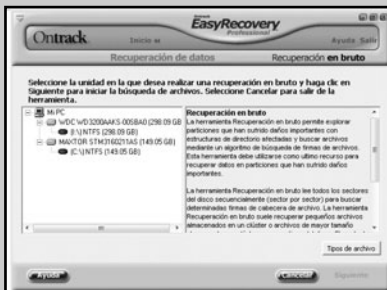 Ontrack
EasyRecovery
Professional
Inicio
Ayuda Salir
Recuperación de datos
Recuperación en bruto
Seleccione la unidad en la que desea realizar una recuperación en bruto y haga clic en
Siguiente para iniciar la búsqueda de archivos. Seleccione Cancelar para salir de la
herramienta.
Mi PC
WDC WD3200AAKS-00SBA0 (298.09 GB
(298.09 GB)
MAXTOR STM3160211AS (149.05 GB)
(C:\) NTFS (149.05 GB)
Recuperación en bruto
La herramienta Recuperación en bruto permite explorar
particiones que han sufrido daños importantes con
estructuras de directorio afectadas y buscar archivos
mediante un algoritmo de búsqueda de firmas de archivos.
Esta herramienta debe utilizarse como último recurso para
recuperar datos en particiones que han sufrido daños
importantes.
La herramienta Recuperación en bruto lee todos los sectores
del disco secuencialmente (sector por sector) para buscar
determinadas firmas de cabecera de archivo. La herramienta
Recuperación en bruto suele recuperar pequeños archivos
almacenados en un clúster o archivos de mayor tamaño
Tipos de archivo
Ayuda
Cancelar
Siguiente